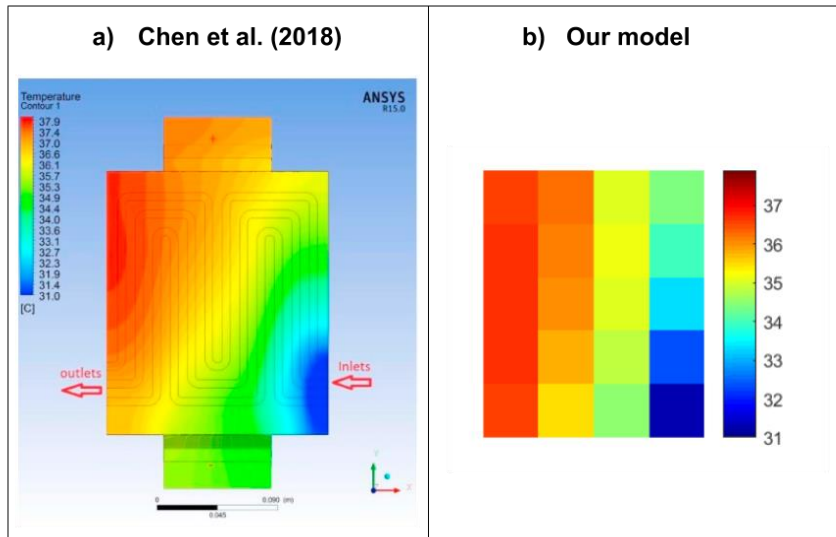 a) Chen et al. (2018)
Temperature
Contour 1
37.9
37.4
37.0
36.6
36.1
35.7
35.3
34.9
34.4
34.0
33.6
33.1
32.7
32.3
31.9
31.4
31.0
[C]
ANSYS
R15.0
outlets
Inlets
Y
X
0
0.090 (m)
0.045
b) Our model
37
36
35
34
33
32
31